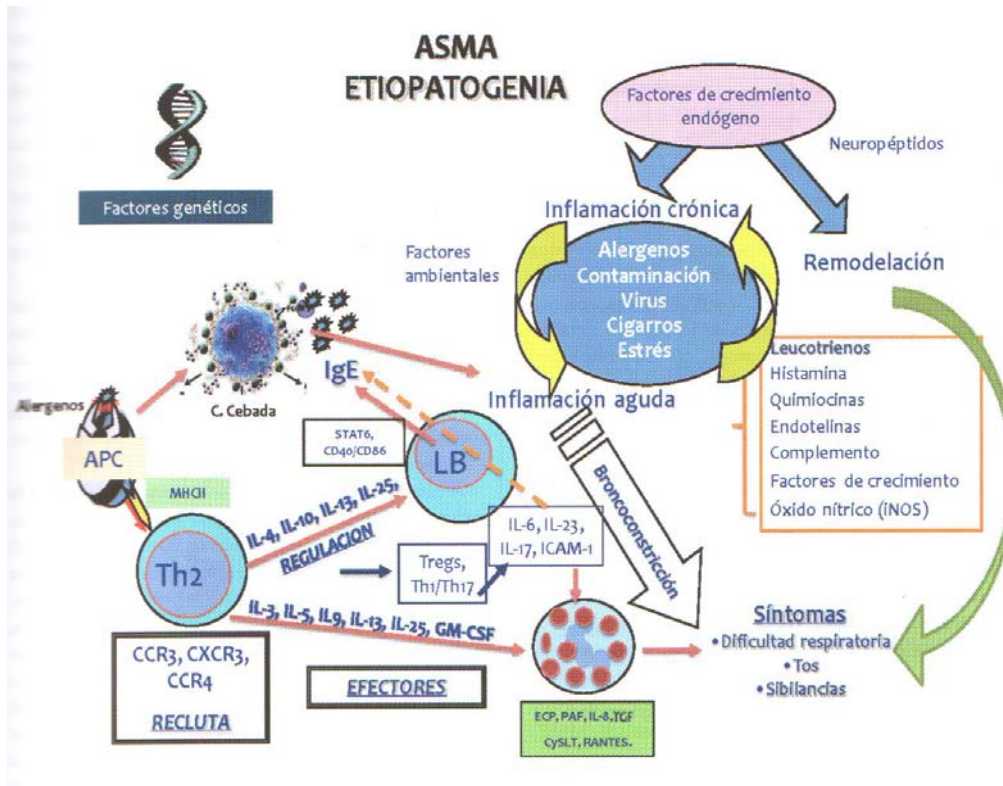 ASMA
ETIOPATOGENIA
Factores de crecimiento
endógeno
Neuropéptidos
Factores genéticos
Inflamación crónica
Factores
ambientales
Alergenos
Contaminación
Virus
Cigarros
Estrés
Remodelación
IgE
C. Cebada
Inflamación aguda
Leucotrienos
Histamina
Quimiocinas
Endotelínas
Complemento
Factores de crecimiento
Óxido nítrico (iNOS)
Alergenos
APC
MHCII
STAT6,
CD40/CD86
LB
Broncoconstricción
IL-4, IL-10, IL-13, IL-25,
REGULACION
Th2
Tregs,
Th1/Th17
IL-6, IL-23,
IL-17, ICAM-1
IL-3, IL-5, IL9, IL-13, IL-25, GM-CSF
CCR3, CXCR3,
CCR4
RECLUTA
EFECTORES
Síntomas
•Dificultad respiratoria
•Tos
•Sibilancias
ECP, PAF, IL-8,TGF
CySLT, RANTES.